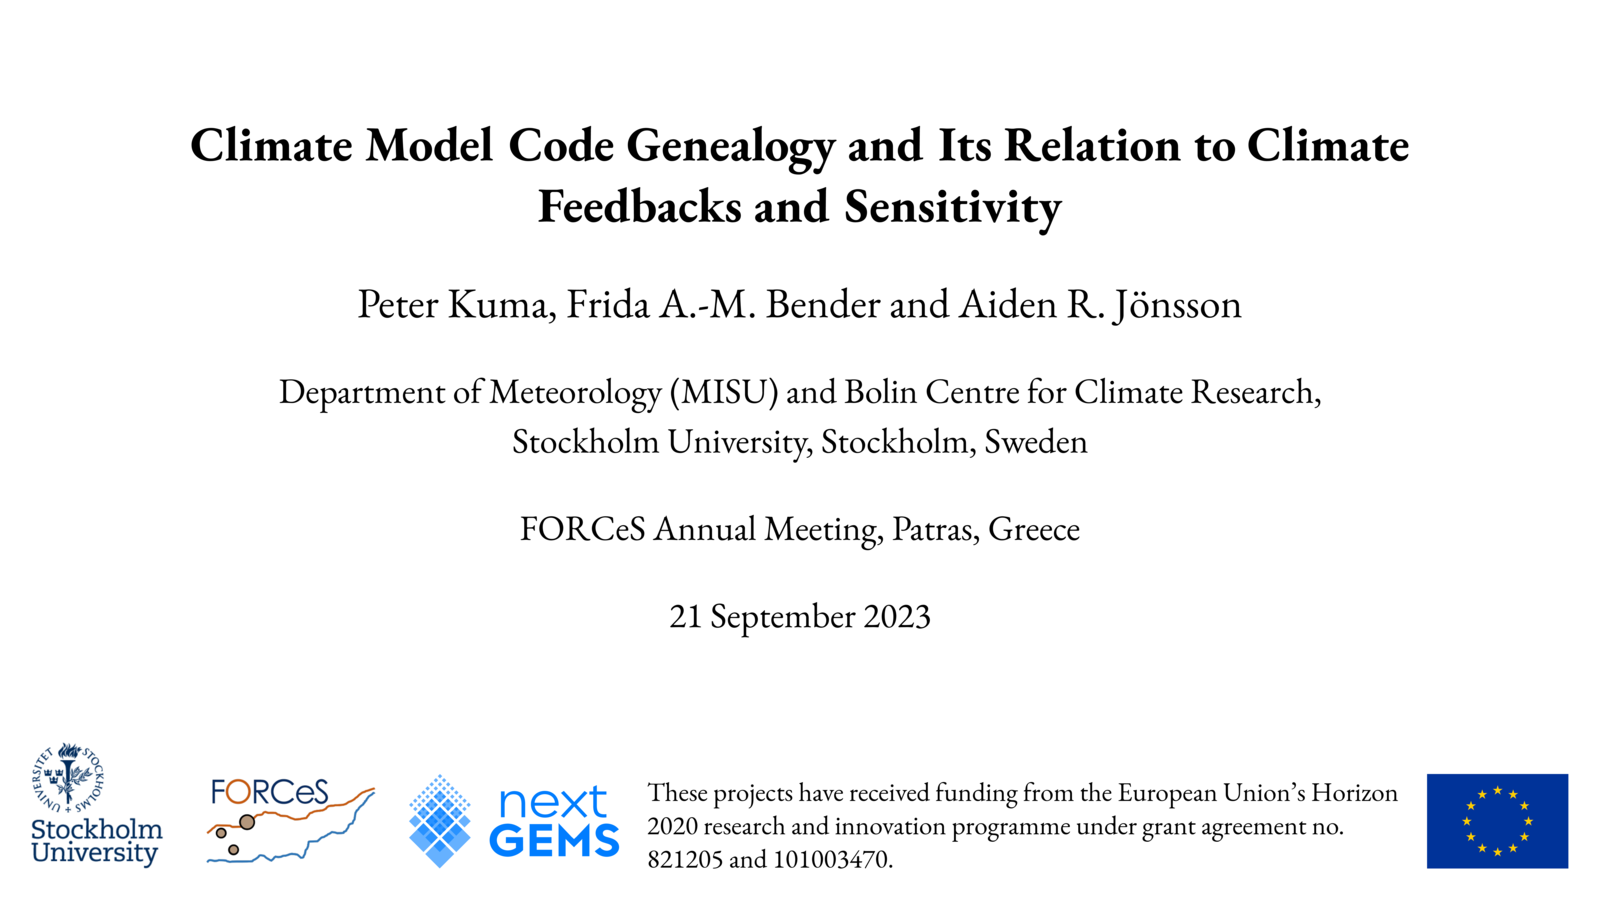 Climate Model Code Genealogy and Its Relation to Climate
Feedbacks and Sensitivity
Peter Kuma, Frida A.-M. Bender and Aiden R. Jönsson
Department of Meteorology (MISU) and Bolin Centre for Climate Research,
Stockholm University, Stockholm, Sweden
FORCeS Annual Meeting, Patras, Greece
21 September 2023
STOCKHOLMS UNIVERSITET
Stockholm
University
FORCeS
next
GEMS
These projects have received funding from the European Union’s Horizon
2020 research and innovation programme under grant agreement no.
821205 and 101003470.